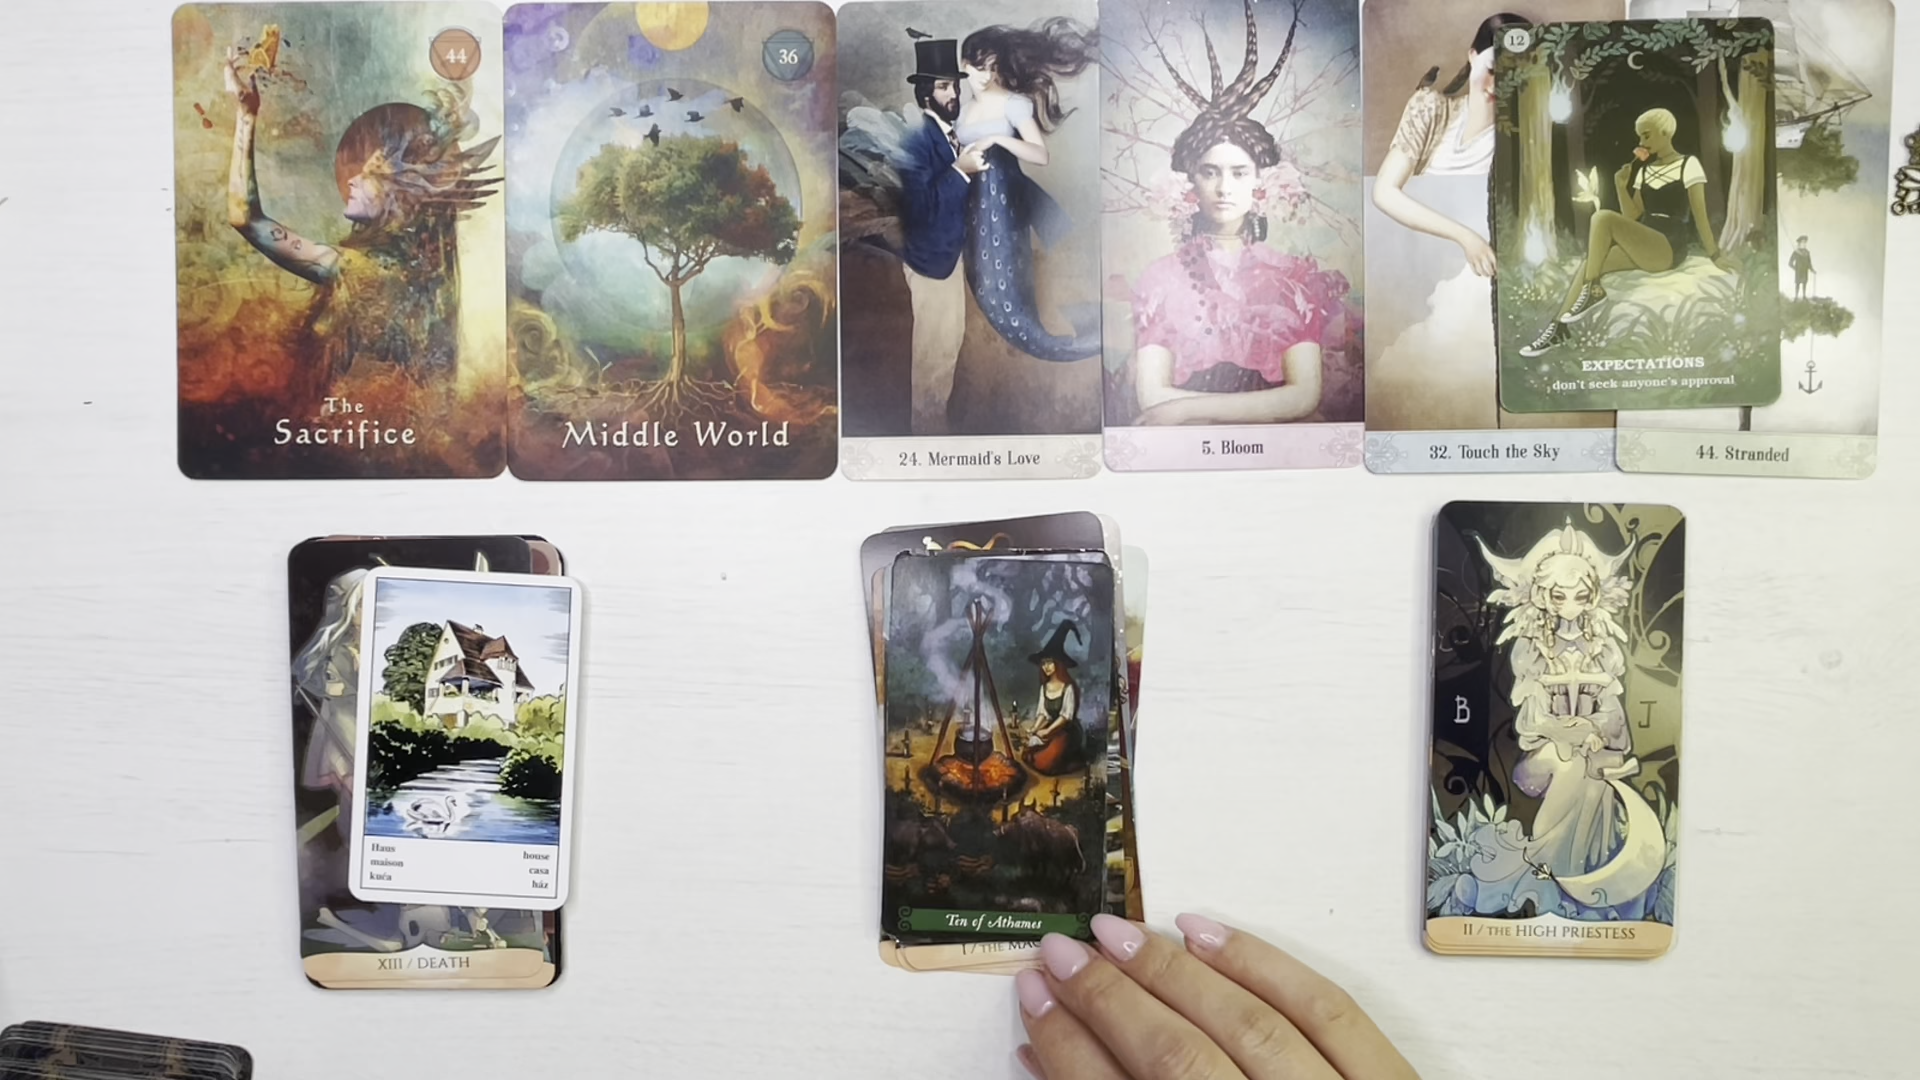 44
The
Sacrifice
36
Middle World
24. Mermaid's Love
5. Bloom
32. Touch the Sky
12
EXPECTATIONS
don't seek anyone's approval
44. Stranded
Haus
maison
kuća
house
casa
ház
XIII / DEATH
Ten of Athames
I / THE
B
J
II / THE HIGH PRIESTESS